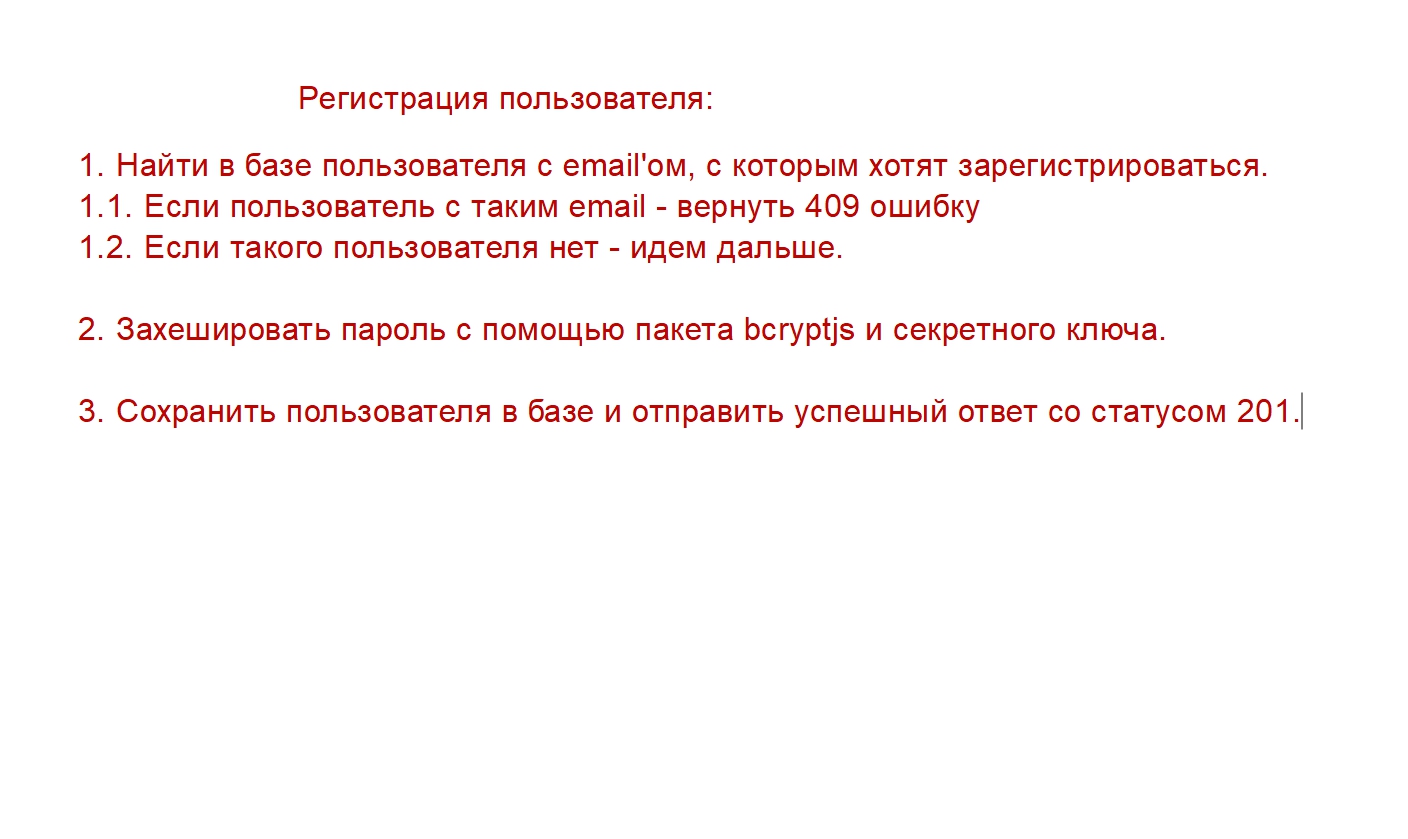 Регистрация пользователя:
1. Найти в базе пользователя с email'ом, с которым хотят зарегистрироваться.
1.1. Если пользователь с таким email - вернуть 409 ошибку
1.2. Если такого пользователя нет - идем дальше.
2. Захешировать пароль с помощью пакета bcryptjs и секретного ключа.
3. Сохранить пользователя в базе и отправить успешный ответ со статусом 201.